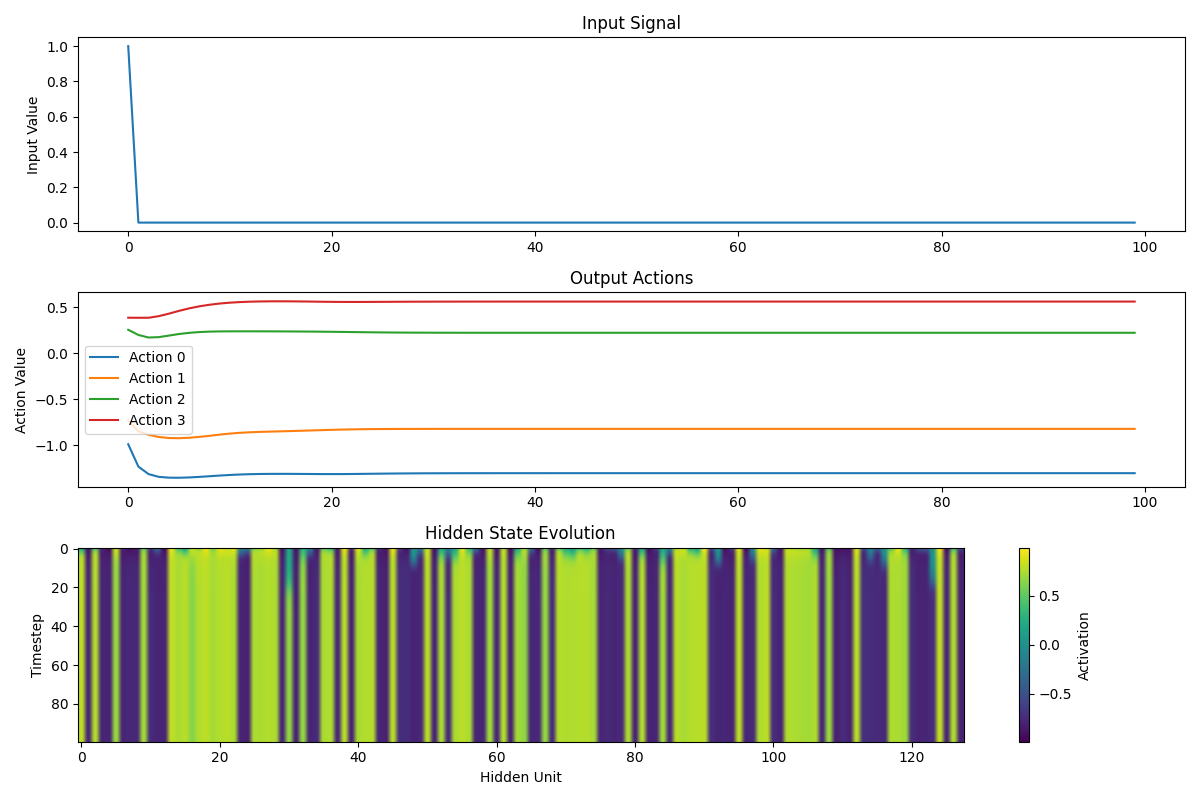 Input Signal
Input Value
1.0
0.8
0.6
0.4
0.2
0.0
0 20 40 60 80 100
Output Actions
Action Value
0.5
0.0
−0.5
−1.0
Action 0
Action 1
Action 2
Action 3
0 20 40 60 80 100
Hidden State Evolution
Timestep
0
20
40
60
80
0 20 40 60 80 100 120
Hidden Unit
0.5
0.0
−0.5
Activation